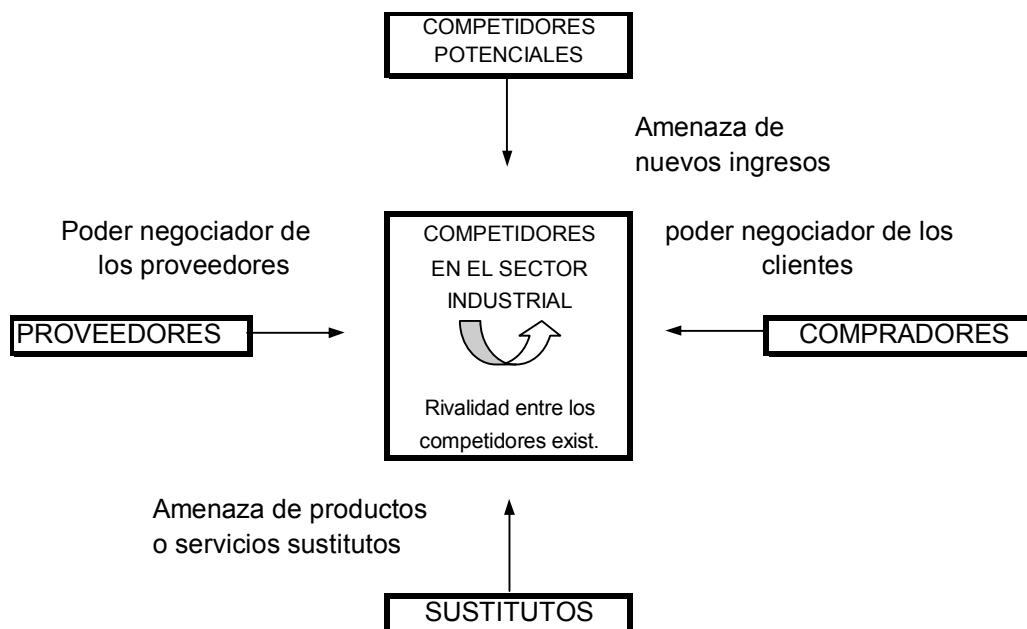 COMPETIDORES
POTENCIALES
Amenaza de
nuevos ingresos
Poder negociador de
los proveedores
COMPETIDORES
EN EL SECTOR
INDUSTRIAL
poder negociador de los
clientes
PROVEEDORES
COMPRADORES
Rivalidad entre los
competidores exist.
Amenaza de productos
o servicios sustitutos
SUSTITUTOS